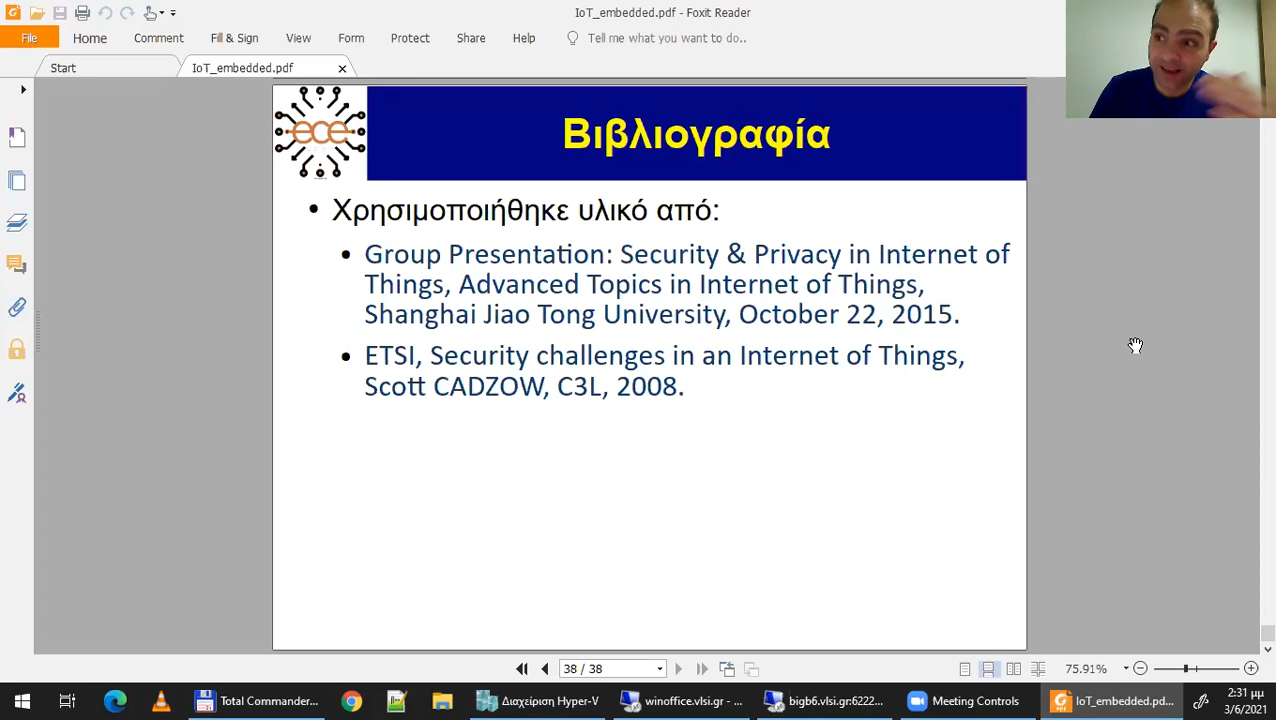 IoT_embedded.pdf - Foxit Reader
File Home Comment Fill & Sign View Form Protect Share Help Tell me what you want to do..
Start IoT_embedded.pdf
ece
Βιβλιογραφία
• Χρησιμοποιήθηκε υλικό από:
• Group Presentation: Security & Privacy in Internet of
Things, Advanced Topics in Internet of Things,
Shanghai Jiao Tong University, October 22, 2015.
• ETSI, Security challenges in an Internet of Things,
Scott CADZOW, C3L, 2008.
38 / 38 75.91%
Total Commander... Διαχείριση Hyper-V winoffice.vlsi.gr - ... bigb6.vlsi.gr:6222... Meeting Controls IoT_embedded.pd... 2:31 μμ
3/6/2021